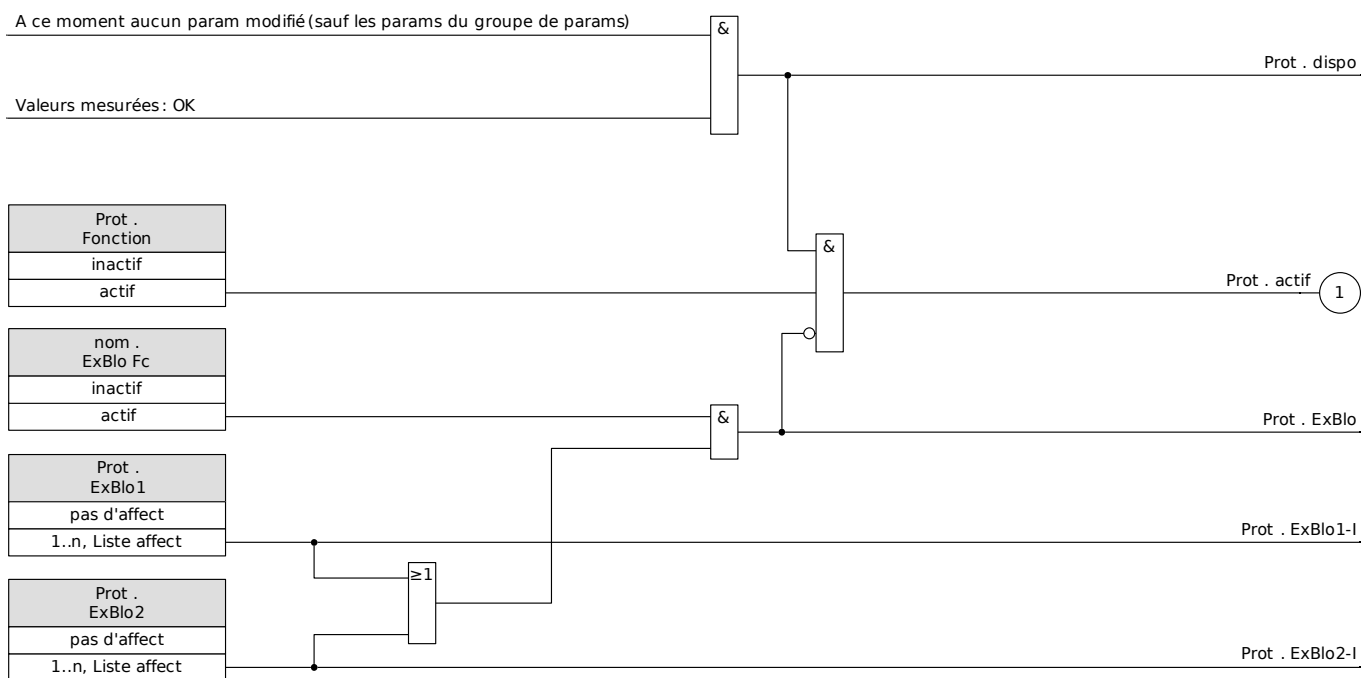 A ce moment aucun param modifié (sauf les params du groupe de params)
&
Prot . dispo
Valeurs mesurées : OK
Prot .
Fonction
inactif
actif
&
Prot . actif
1
nom .
ExBlo Fc
inactif
actif
&
Prot . ExBlo
Prot .
ExBlo1
pas d'affect
1..n, Liste affect
Prot . ExBlo1-I
≥1
Prot .
ExBlo2
pas d'affect
1..n, Liste affect
Prot . ExBlo2-I